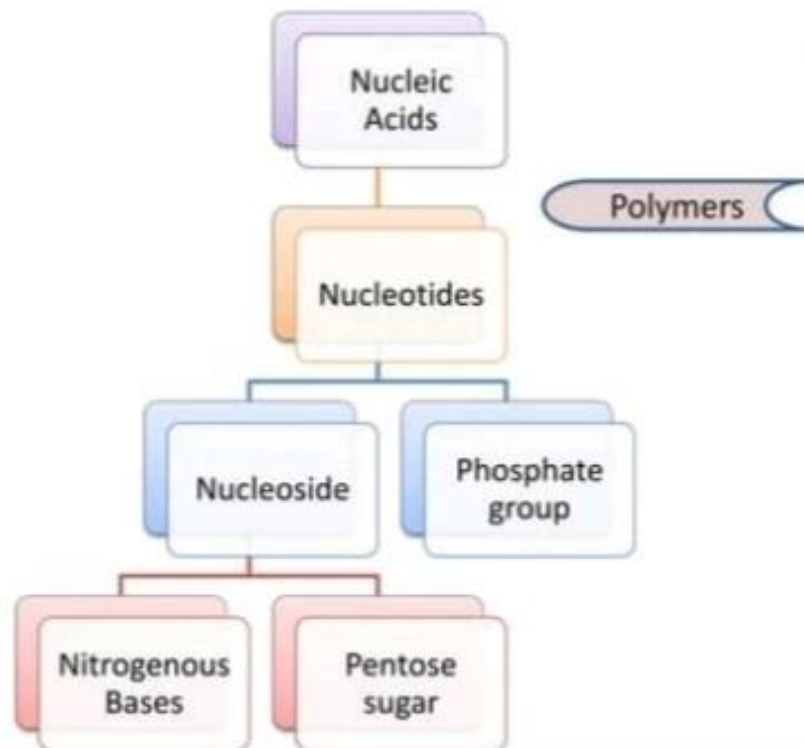 Nucleic
Acids
Polymers
Nucleotides
Nucleoside
Phosphate
group
Nitrogenous
Bases
Pentose
sugar